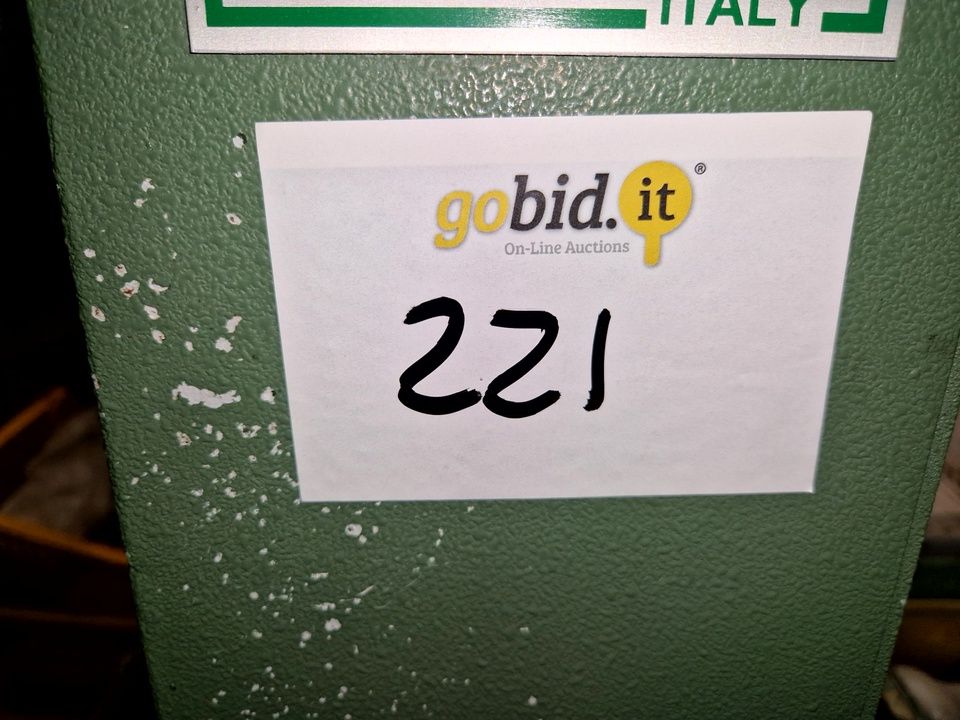 ITALY
gobid.it®
On-Line Auctions
221